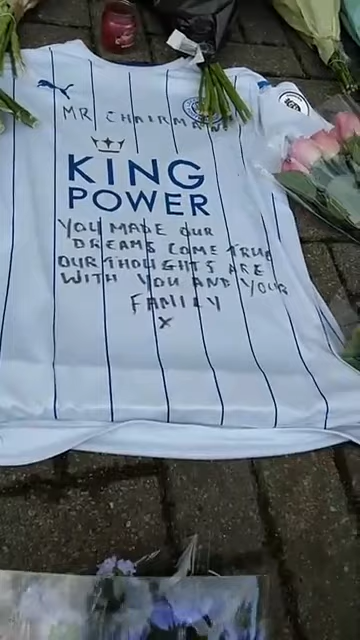 MR CHAIRMAN
KING
POWER
YOU MADE OUR
DREAMS COME TRUE
OUR THOUGHTS ARE
WITH YOU AND YOUR
FAMILY
X